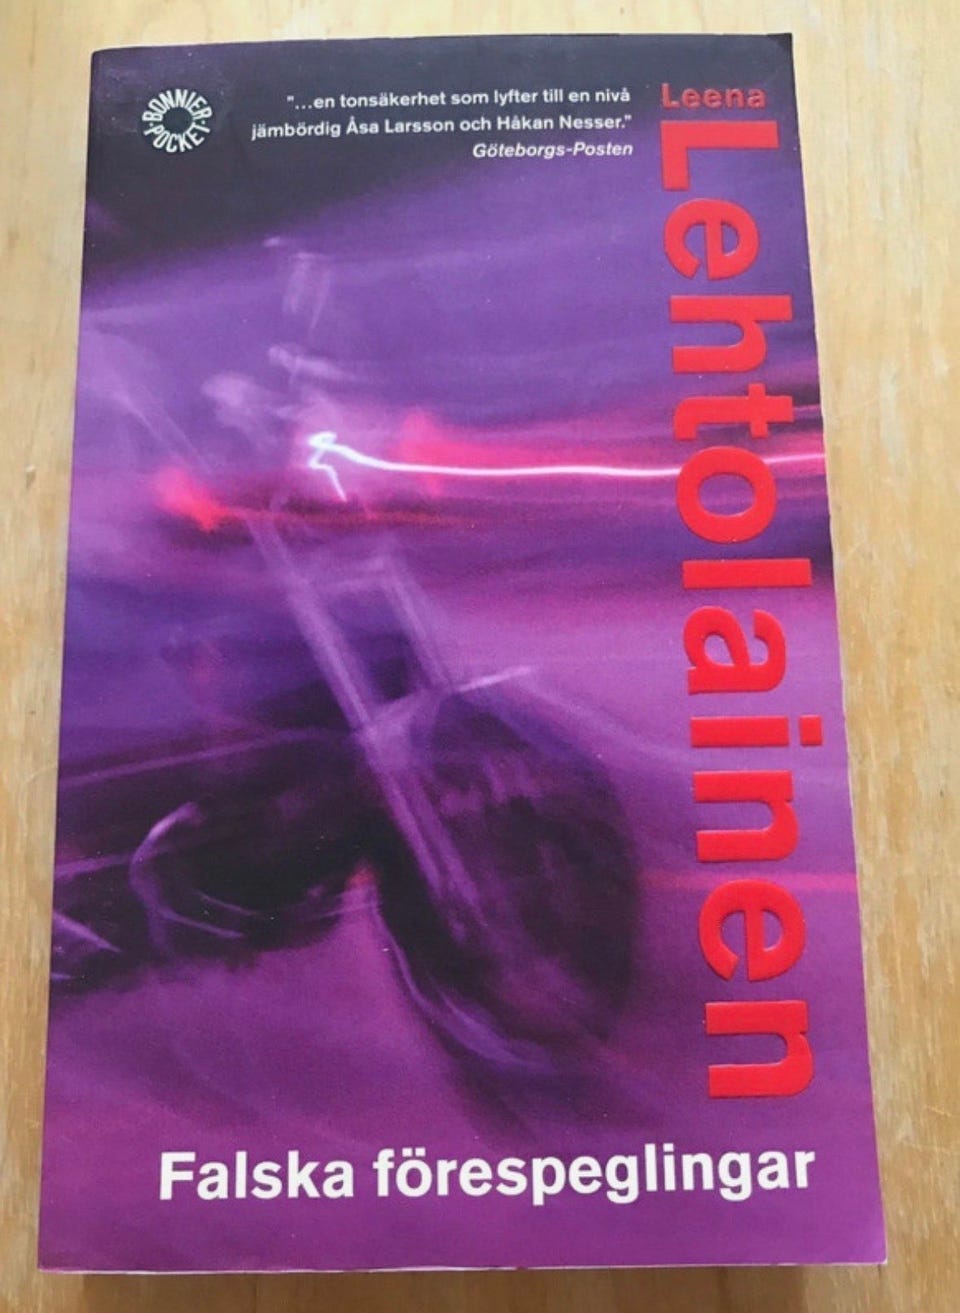 BONNIER
POCKET
"...en tonsäkerhet som lyfter till en nivå
jämbördig Åsa Larsson och Håkan Nesser."
Göteborgs-Posten
Leena
Lehtolainen
Falska förespeglingar